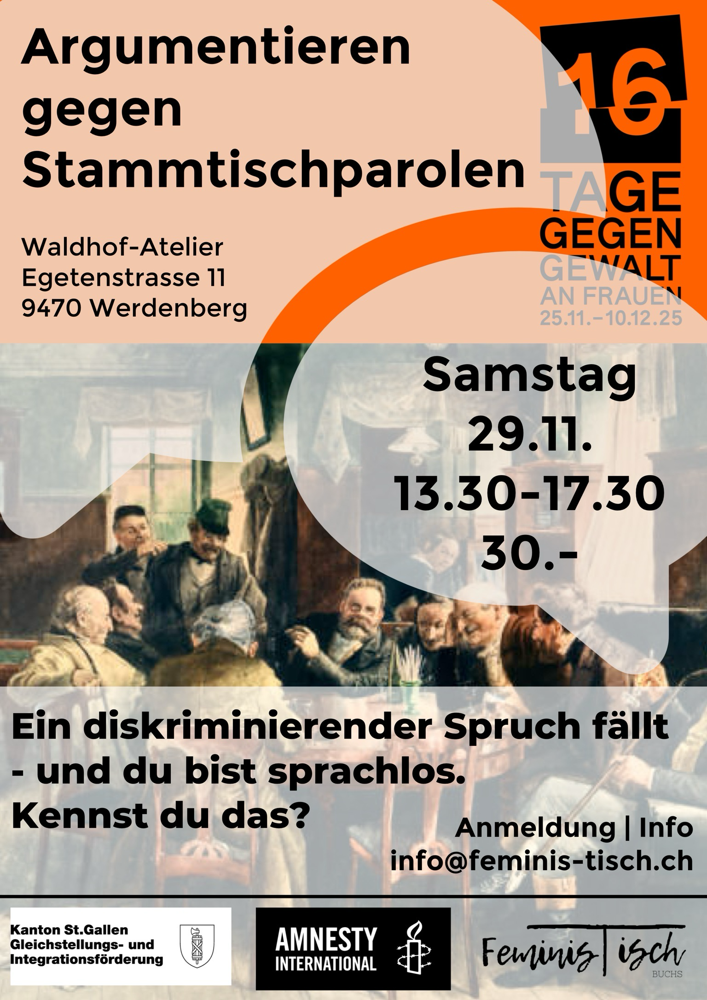 Argumentieren
gegen
Stammtischparolen
Waldhof-Atelier
Egetenstrasse 11
9470 Werdenberg
16
TAGE
GEGEN
GEWALT
AN FRAUEN
25.11.–10.12.25
Samstag
29.11.
13.30-17.30
30.-
Ein diskriminierender Spruch fällt
- und du bist sprachlos.
Kennst du das?
Anmeldung | Info
info@feminis-tisch.ch
Kanton St.Gallen
Gleichstellungs- und
Integrationsförderung
AMNESTY
INTERNATIONAL
FeminisTisch
BUCHS